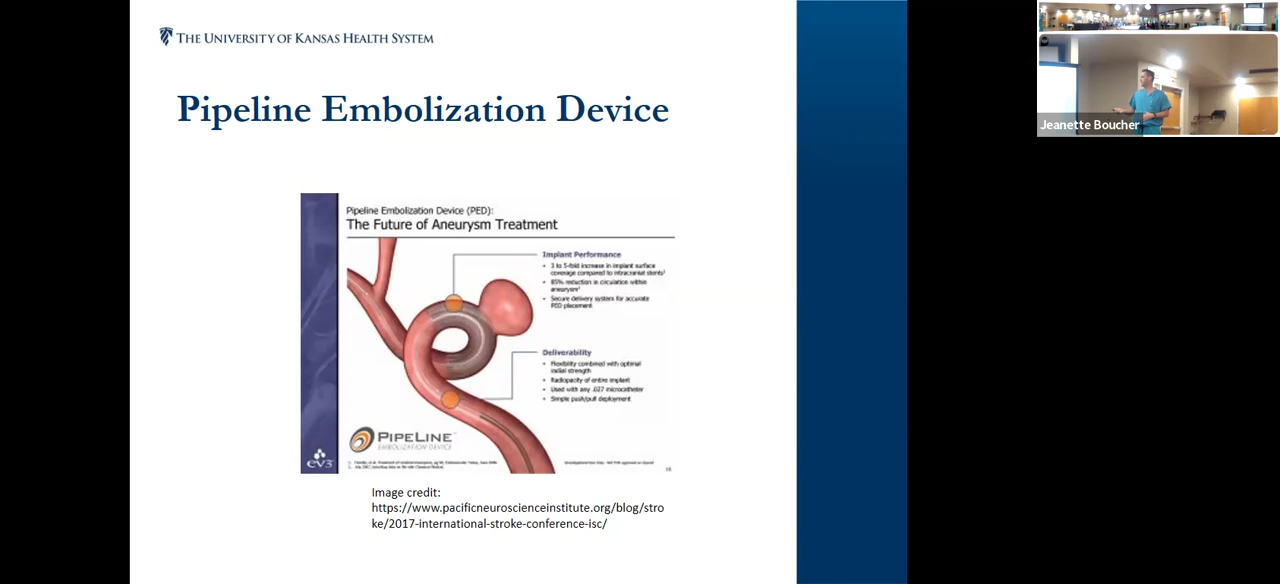 THE UNIVERSITY OF KANSAS HEALTH SYSTEM
Pipeline Embolization Device
Pipeline Embolization Device (PED):
The Future of Aneurysm Treatment
Implant Performance
• 3 to 5-fold increase in implant surface
coverage compared to intracranial stents¹
• 85% reduction in circulation within
aneurysm²
• Secure delivery system for accurate
PED placement
Deliverability
• Flexibility combined with optimal
radial strength
• Radiopacity of entire implant
• Used with any .027 microcatheter
• Simple push/pull deployment
PIPELINE™
EMBOLIZATION DEVICE
ev3
Image credit:
https://www.pacificneuroscienceinstitute.org/blog/stro
ke/2017-international-stroke-conference-isc/
Jeanette Boucher